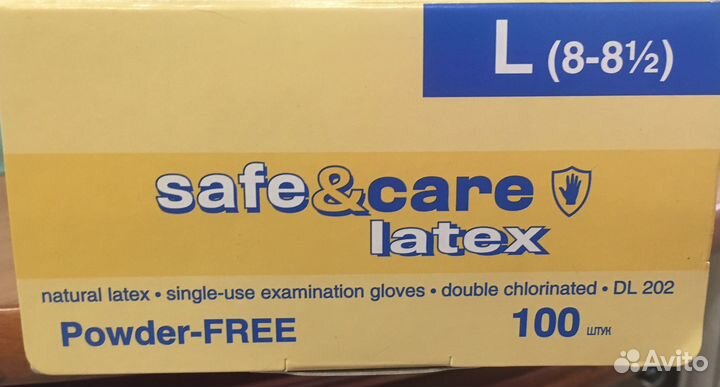 L (8-8½)
safe&care
latex
natural latex • single-use examination gloves • double chlorinated • DL 202
Powder-FREE 100 штук
Avito